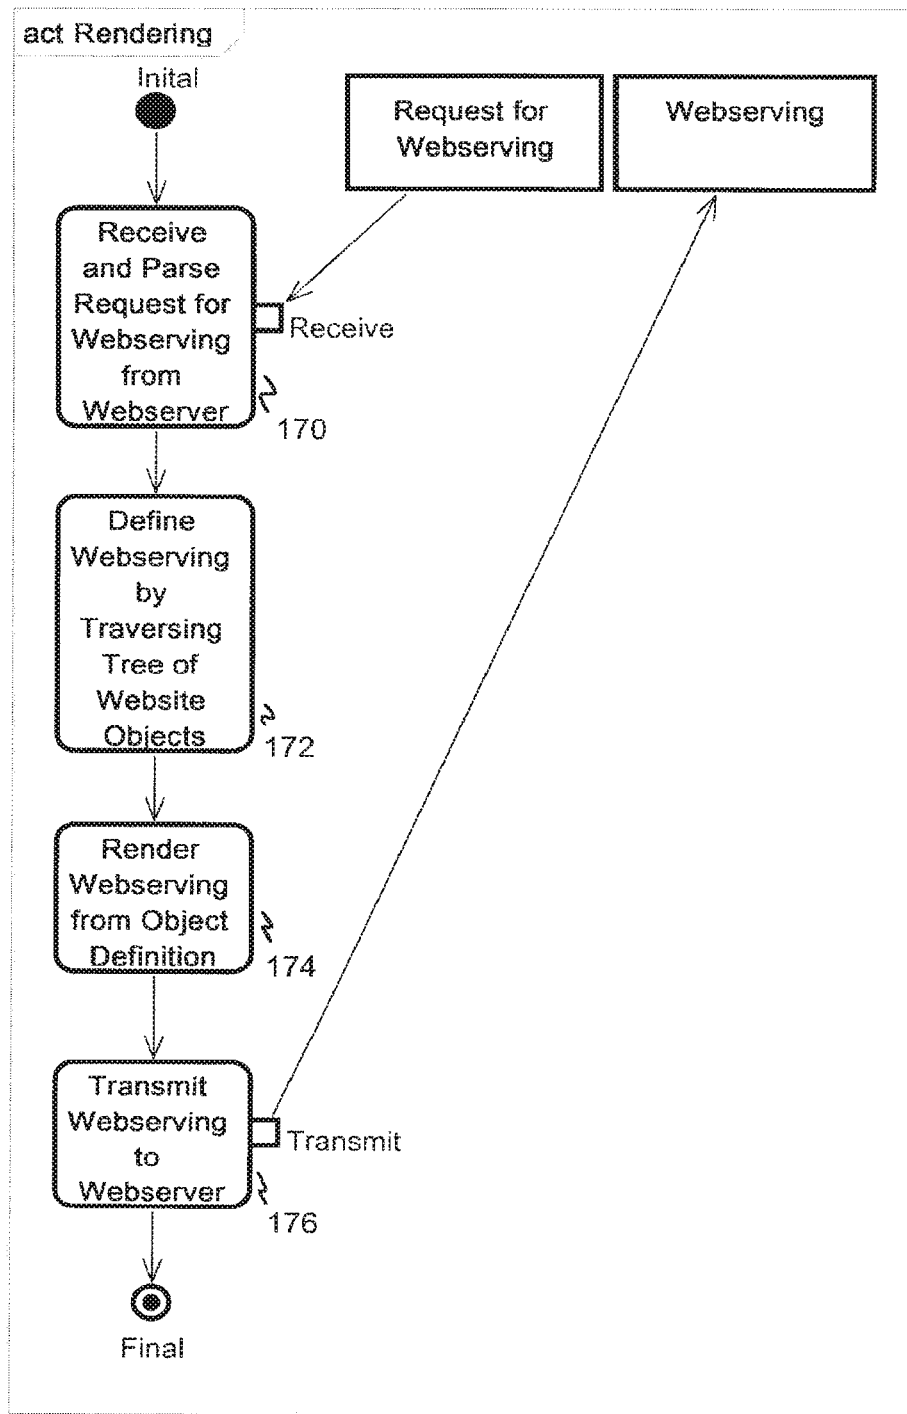 act Rendering
Inital
Request for
Webserving
Webserving
Receive
and Parse
Request for
Webserving
from
Webserver
Receive
170
Define
Webserving
by
Traversing
Tree of
Website
Objects
172
Render
Webserving
from Object
Definition
174
Transmit
Webserving
to
Webserver
Transmit
176
Final